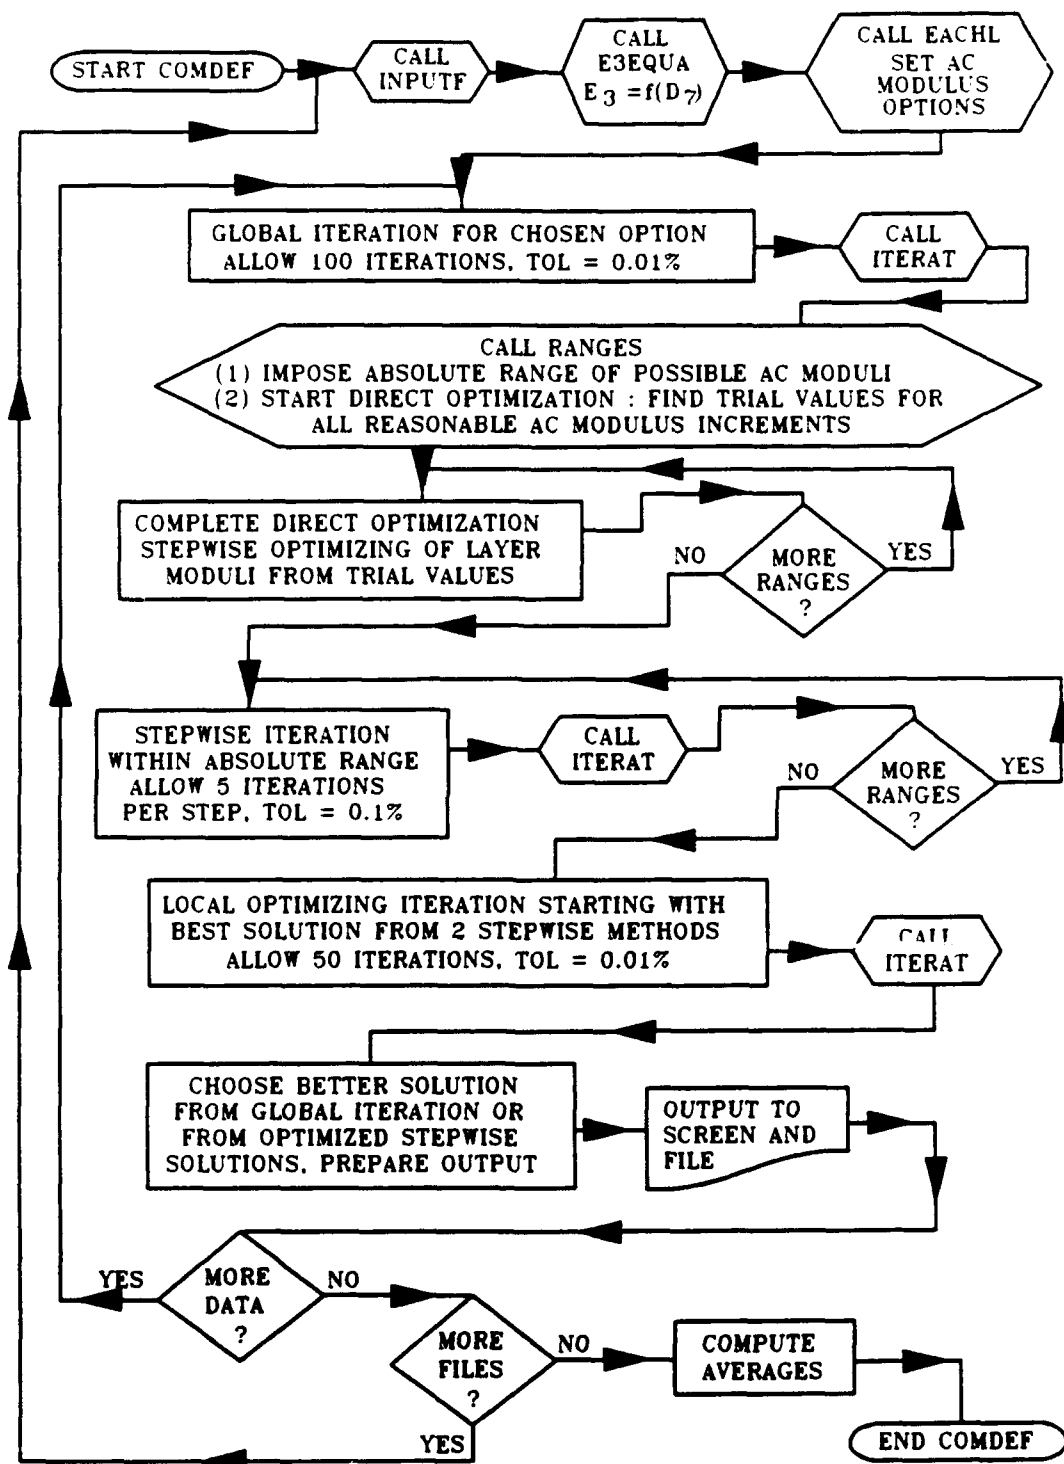 START COMDEF
CALL
INPUTF
CALL
E3EQUA
E₃ =f(D₇)
CALL EACHL
SET AC
MODULUS
OPTIONS
GLOBAL ITERATION FOR CHOSEN OPTION
ALLOW 100 ITERATIONS, TOL = 0.01%
CALL
ITERAT
CALL RANGES
(1) IMPOSE ABSOLUTE RANGE OF POSSIBLE AC MODULI
(2) START DIRECT OPTIMIZATION : FIND TRIAL VALUES FOR
ALL REASONABLE AC MODULUS INCREMENTS
COMPLETE DIRECT OPTIMIZATION
STEPWISE OPTIMIZING OF LAYER
MODULI FROM TRIAL VALUES
NO
MORE
RANGES
?
YES
STEPWISE ITERATION
WITHIN ABSOLUTE RANGE
ALLOW 5 ITERATIONS
PER STEP, TOL = 0.1%
CALL
ITERAT
NO
MORE
RANGES
?
YES
LOCAL OPTIMIZING ITERATION STARTING WITH
BEST SOLUTION FROM 2 STEPWISE METHODS
ALLOW 50 ITERATIONS, TOL = 0.01%
CALL
ITERAT
CHOOSE BETTER SOLUTION
FROM GLOBAL ITERATION OR
FROM OPTIMIZED STEPWISE
SOLUTIONS, PREPARE OUTPUT
OUTPUT TO
SCREEN AND
FILE
YES
MORE
DATA
?
NO
MORE
FILES
?
NO
YES
COMPUTE
AVERAGES
END COMDEF